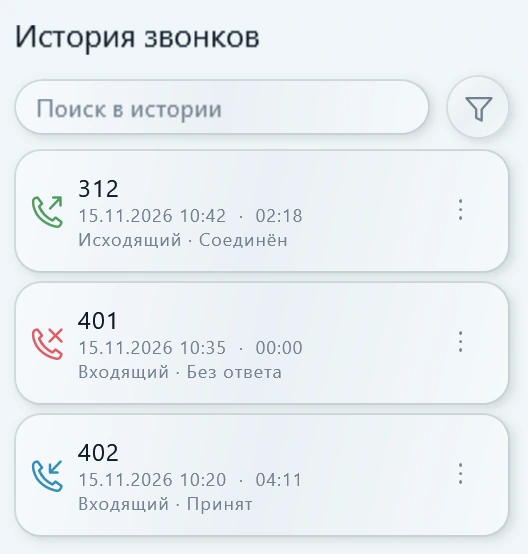 История звонков
Поиск в истории
312
15.11.2026 10:42 · 02:18
Исходящий · Соединён
401
15.11.2026 10:35 · 00:00
Входящий · Без ответа
402
15.11.2026 10:20 · 04:11
Входящий · Принят